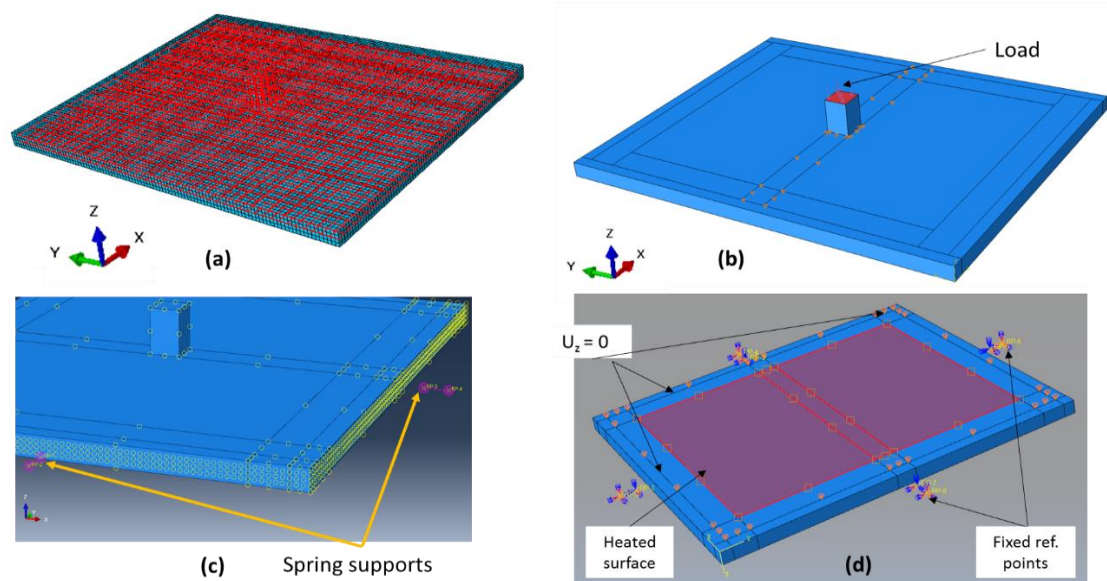 Load
Z
Y
X
(a)
Z
Y
X
(b)
U_z = 0
Spring supports
(c)
Heated
surface
(d)
Fixed ref.
points